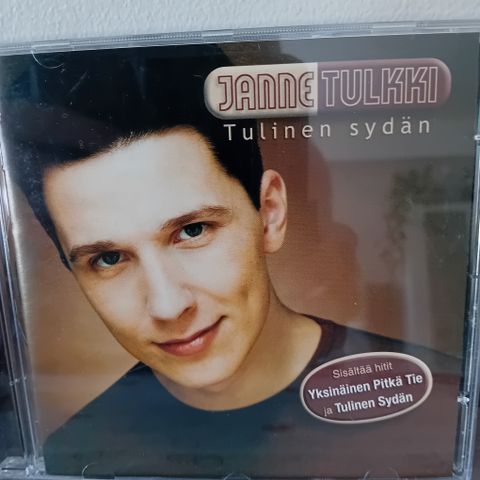 JANNE TULKKI
Tulinen sydän
Sisältää hitit
Yksinäinen Pitkä Tie
ja Tulinen Sydän